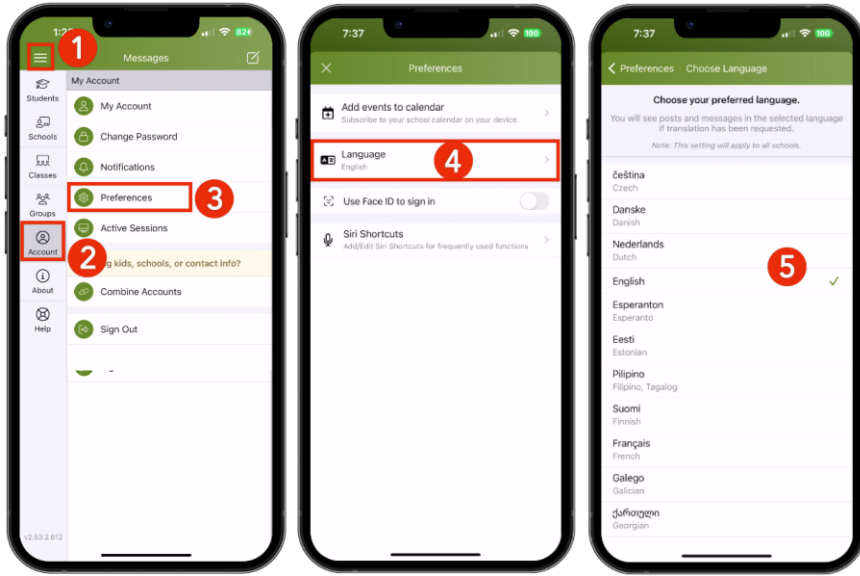 1:2
82
1
Messages
Students
Schools
Classes
Groups
Account
About
Help
v2.53.2.612
My Account
My Account
Change Password
Notifications
Preferences
3
Active Sessions
2
g kids, schools, or contact info?
Combine Accounts
Sign Out
7:37
100
Preferences
Add events to calendar
Subscribe to your school calendar on your device.
Language
English
4
Use Face ID to sign in
Siri Shortcuts
Add/Edit Siri Shortcuts for frequently used functions
7:37
100
Preferences Choose Language
Choose your preferred language.
You will see posts and messages in the selected language
if translation has been requested.
Note: This setting will apply to all schools.
čeština
Czech
Danske
Danish
Nederlands
Dutch
English
5
Esperanton
Esperanto
Eesti
Estonian
Pilipino
Filipino, Tagalog
Suomi
Finnish
Français
French
Galego
Galician
ქართული
Georgian